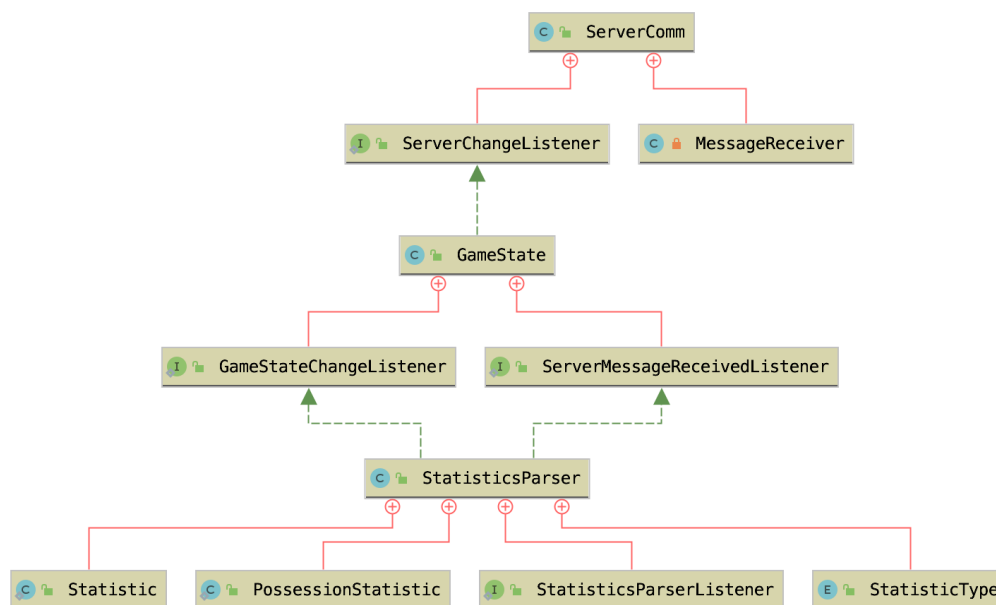 C ServerComm
I ServerChangeListener
C MessageReceiver
C GameState
I GameStateChangeListener
I ServerMessageReceivedListener
C StatisticsParser
C Statistic
C PossessionStatistic
I StatisticsParserListener
E StatisticType